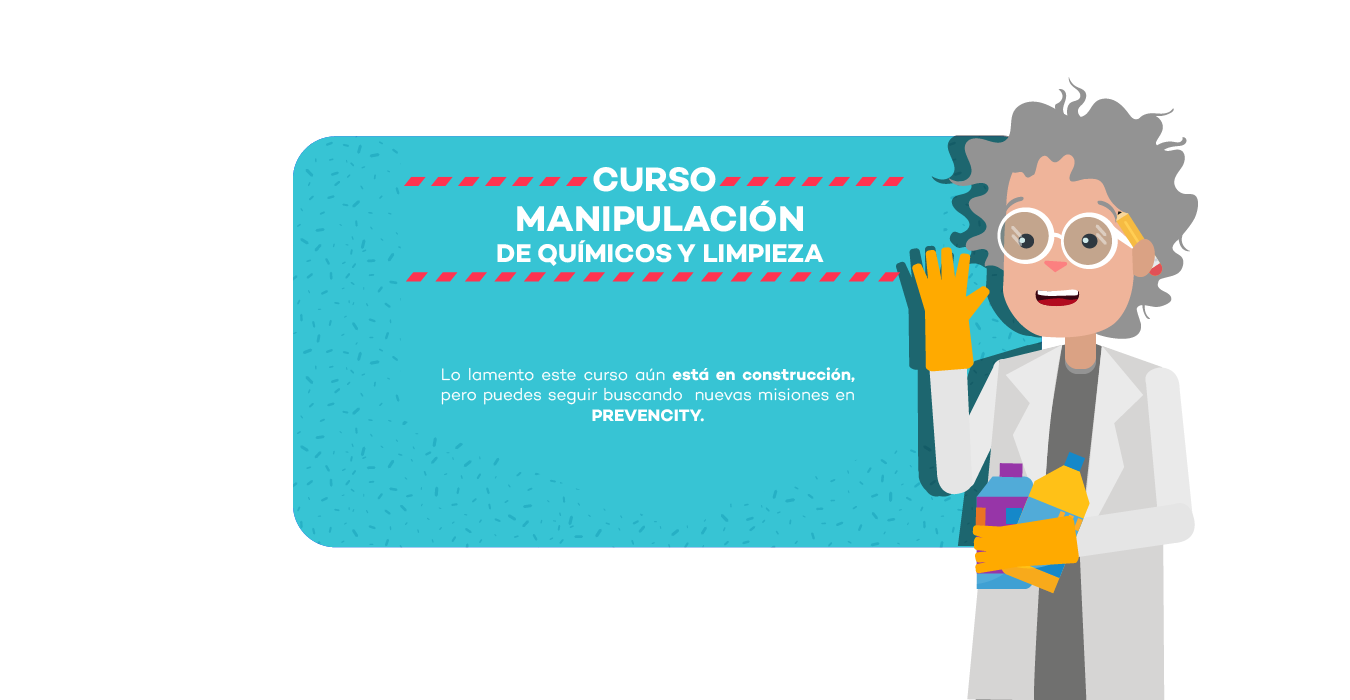 CURSO
MANIPULACIÓN
DE QUÍMICOS Y LIMPIEZA
Lo lamento este curso aún está en construcción,
pero puedes seguir buscando nuevas misiones en
PREVENCITY.